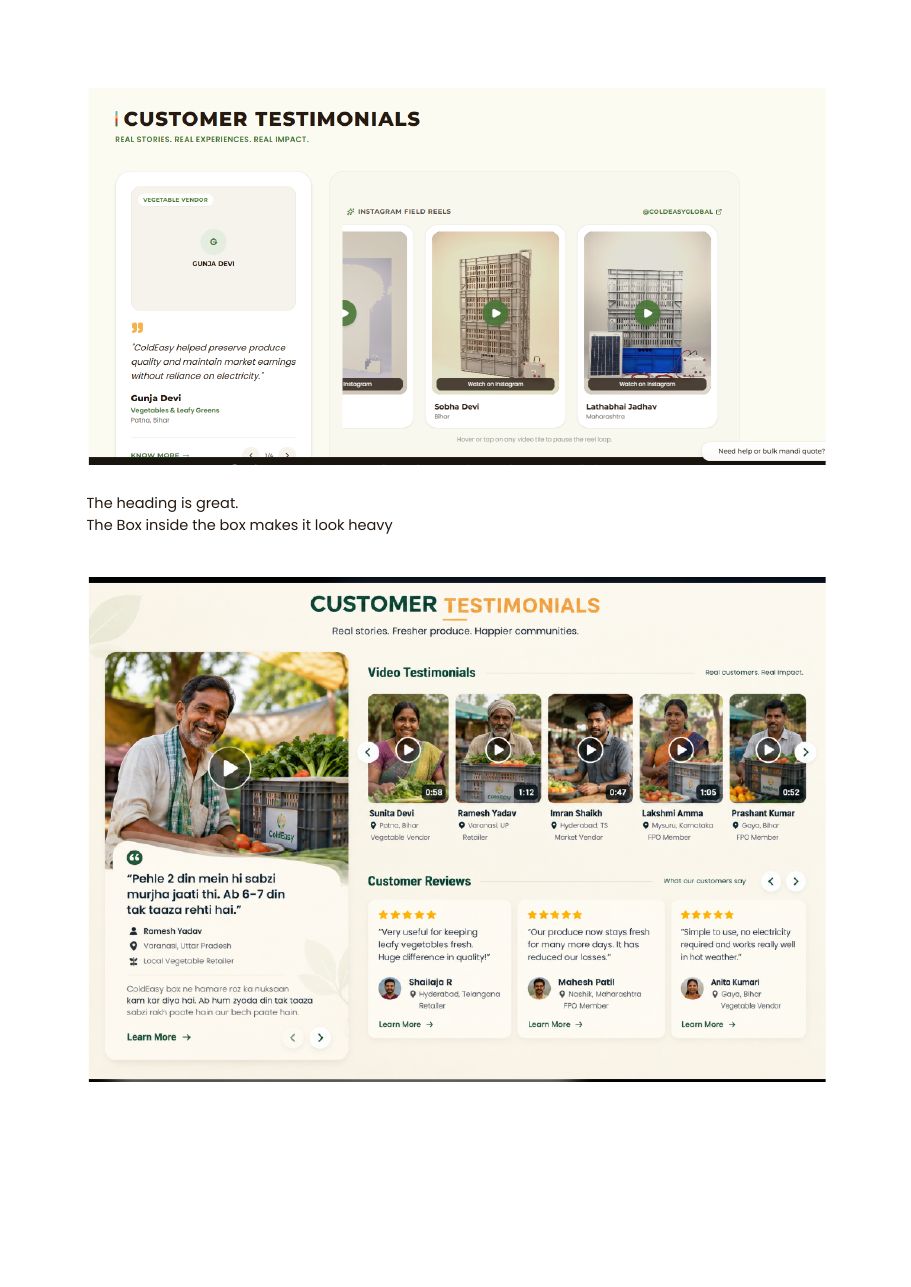 CUSTOMER TESTIMONIALS
REAL STORIES. REAL EXPERIENCES. REAL IMPACT.
VEGETABLE VENDOR
G
GUNJA DEVI
"ColdEasy helped preserve produce
quality and maintain market earnings
without reliance on electricity."
Gunja Devi
Vegetables & Leafy Greens
Patna, Bihar
KNOW MORE →
1/4
INSTAGRAM FIELD REELS
@COLDEASYGLOBAL
Instagram
Watch on Instagram
Watch on Instagram
Sobha Devi
Bihar
Lathabhai Jadhav
Maharashtra
Hover or tap on any video tile to pause the reel loop.
Need help or bulk mandi quote?
The heading is great.
The Box inside the box makes it look heavy
CUSTOMER TESTIMONIALS
Real stories. Fresher produce. Happier communities.
ColdEasy
“Pehle 2 din mein hi sabzi
murjha jaati thi. Ab 6–7 din
tak taaza rehti hai.”
Ramesh Yadav
Varanasi, Uttar Pradesh
Local Vegetable Retailer
ColdEasy box ne hamare roz ka nuksaan
kam kar diya hai. Ab hum zyada din tak taaza
sabzi rakh paate hain aur bech paate hain.
Learn More →
Video Testimonials
Real customers. Real Impact.
0:58
1:12
0:47
1:05
0:52
Sunita Devi
Patna, Bihar
Vegetable Vendor
Ramesh Yadav
Varanasi, UP
Retailer
Imran Shaikh
Hyderabad, TS
Market Vendor
Lakshmi Amma
Mysuru, Karnataka
FPO Member
Prashant Kumar
Gaya, Bihar
FPO Member
Customer Reviews
What our customers say
“Very useful for keeping
leafy vegetables fresh.
Huge difference in quality!”
Shailaja R
Hyderabad, Telangana
Retailer
Learn More →
“Our produce now stays fresh
for many more days. It has
reduced our losses.”
Mahesh Patil
Nashik, Maharashtra
FPO Member
Learn More →
“Simple to use, no electricity
required and works really well
in hot weather.”
Anita Kumari
Gaya, Bihar
Vegetable Vendor
Learn More →